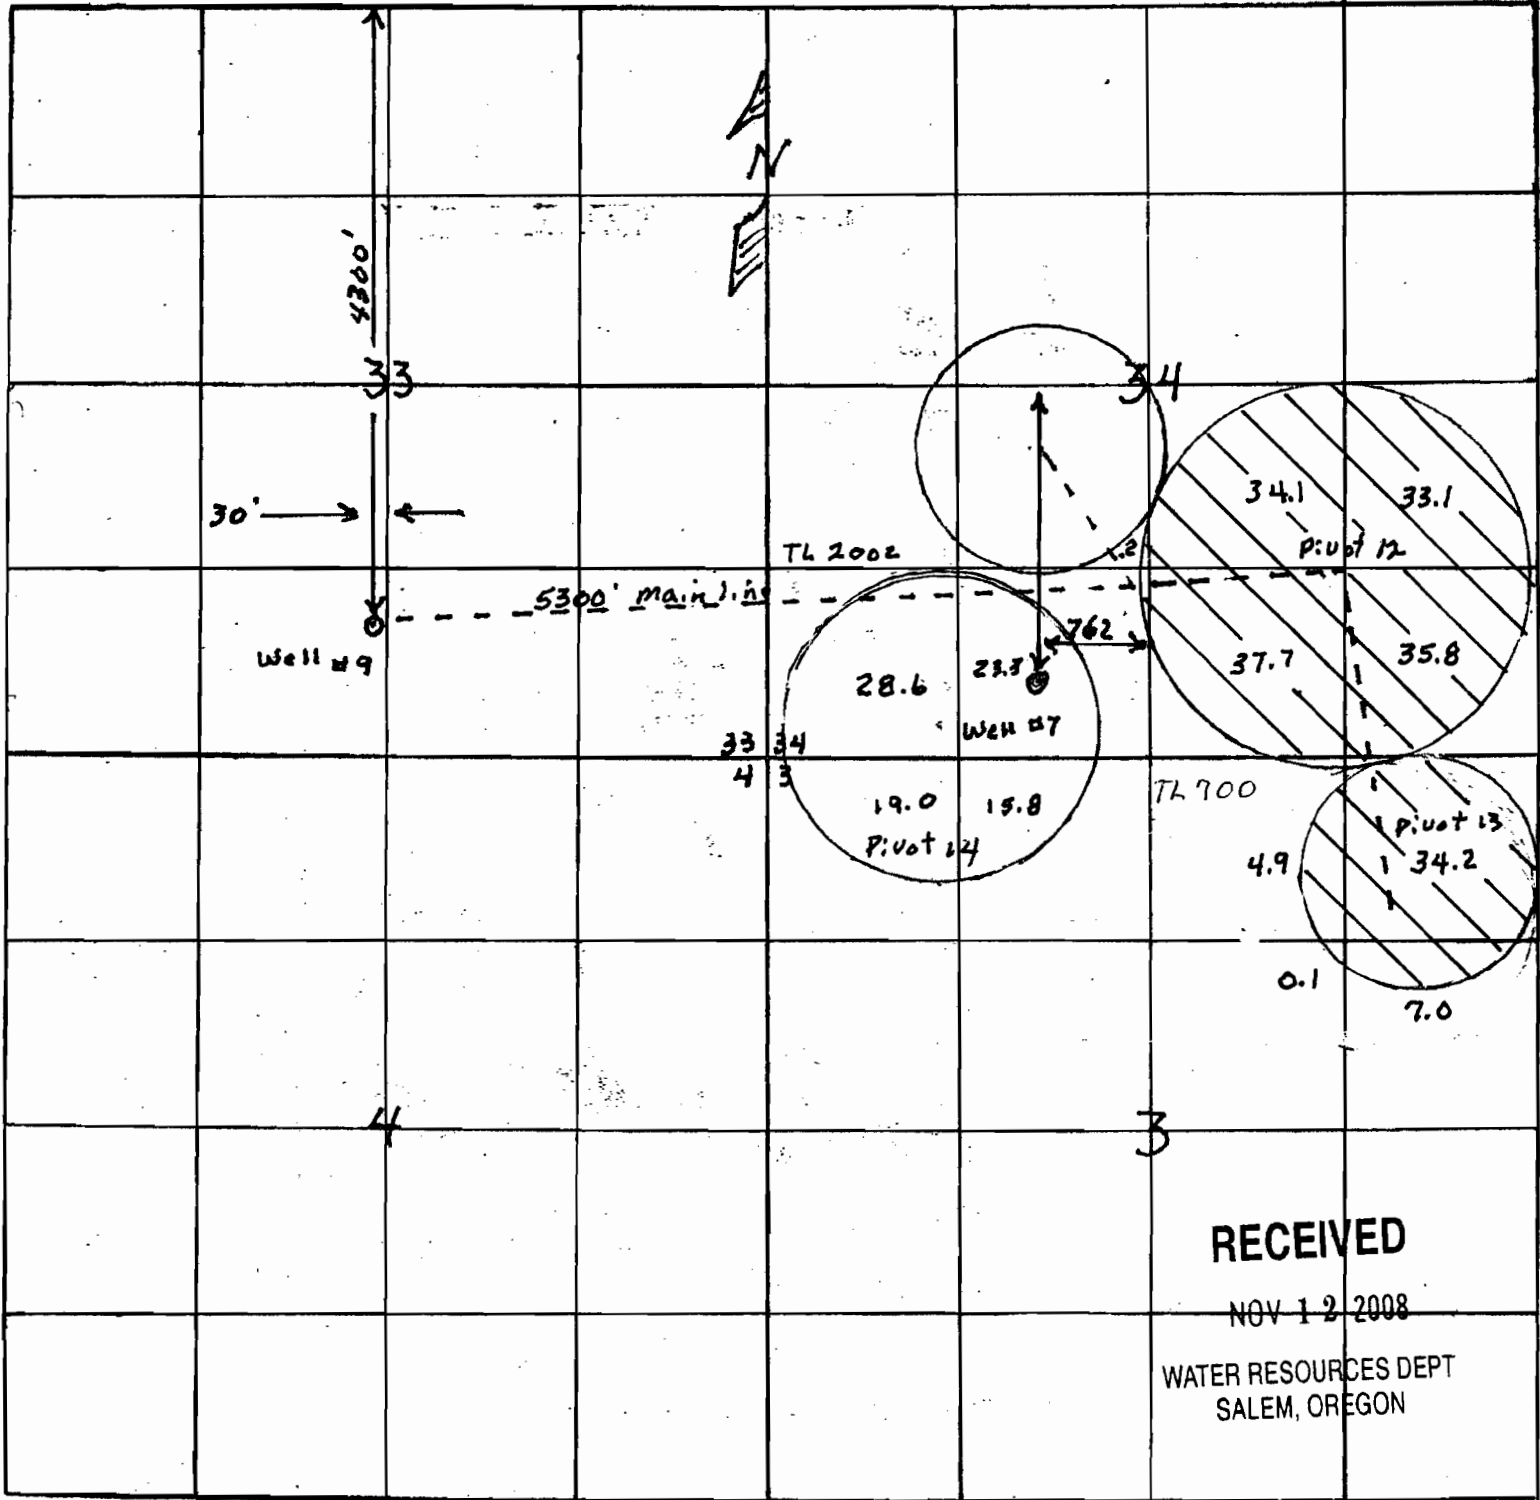 N
4300'
33
34
30'
34.1
33.1
TL 2002
.2
Pivot 12
5300' Mainline
762
Well #9
28.6
23.3
37.7
35.8
Well #7
33 34
4 3
TL 700
19.0
15.8
Pivot 13
Pivot 14
4.9
34.2
0.1
7.0
4
3
RECEIVED
NOV 12 2008
WATER RESOURCES DEPT
SALEM, OREGON